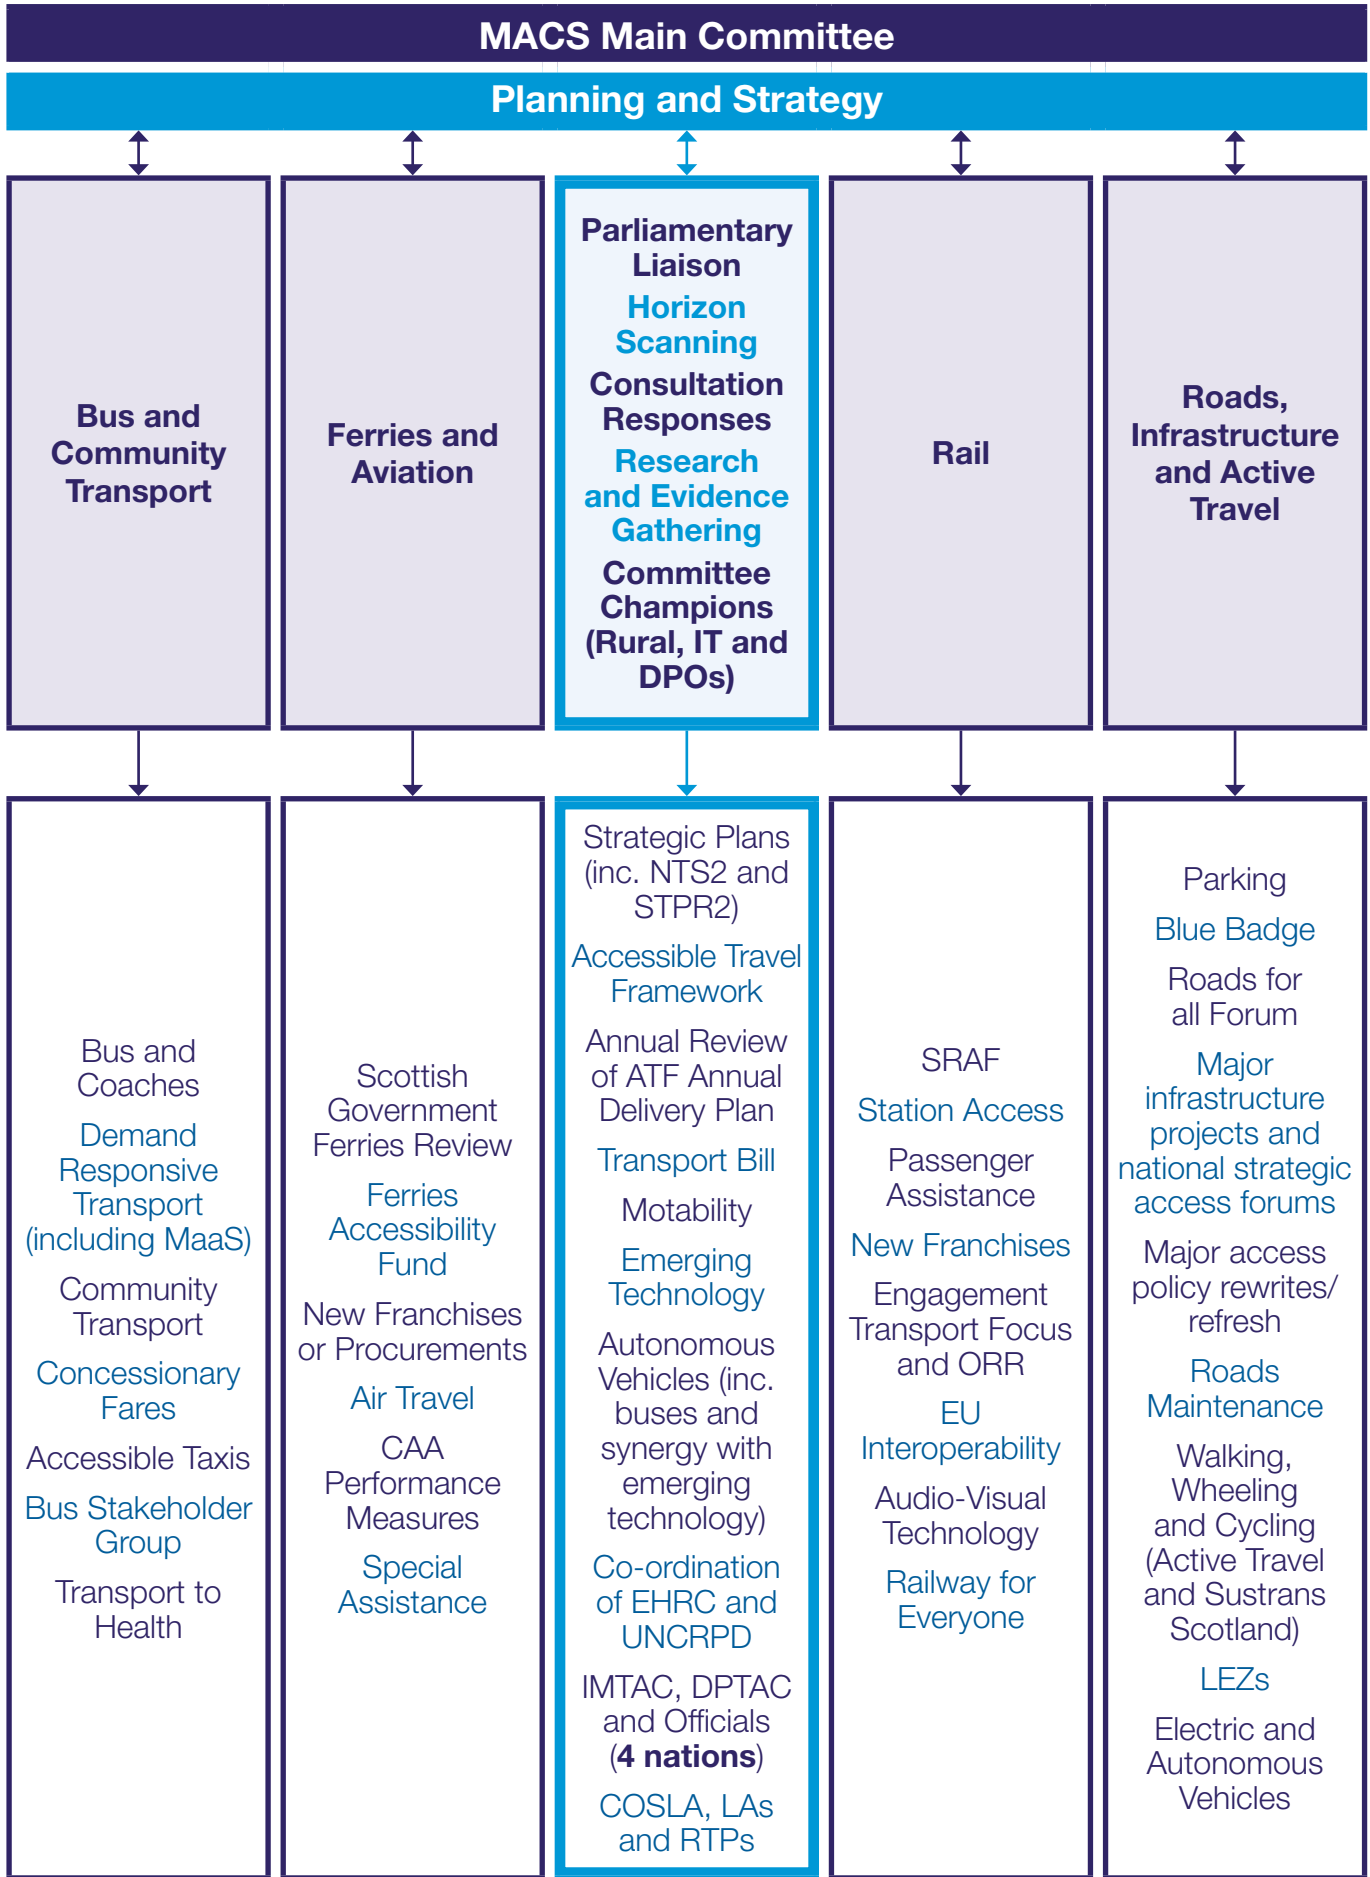 MACS Main Committee
Planning and Strategy
Bus and
Community
Transport
Ferries and
Aviation
Parliamentary
Liaison
Horizon
Scanning
Consultation
Responses
Research
and Evidence
Gathering
Committee
Champions
(Rural, IT and
DPOs)
Rail
Roads,
Infrastructure
and Active
Travel
Bus and
Coaches
Demand
Responsive
Transport
(including MaaS)
Community
Transport
Concessionary
Fares
Accessible Taxis
Bus Stakeholder
Group
Transport to
Health
Scottish
Government
Ferries Review
Ferries
Accessibility
Fund
New Franchises
or Procurements
Air Travel
CAA
Performance
Measures
Special
Assistance
Strategic Plans
(inc. NTS2 and
STPR2)
Accessible Travel
Framework
Annual Review
of ATF Annual
Delivery Plan
Transport Bill
Motability
Emerging
Technology
Autonomous
Vehicles (inc.
buses and
synergy with
emerging
technology)
Co-ordination
of EHRC and
UNCRPD
IMTAC, DPTAC
and Officials
(4 nations)
COSLA, LAs
and RTPs
SRAF
Station Access
Passenger
Assistance
New Franchises
Engagement
Transport Focus
and ORR
EU
Interoperability
Audio-Visual
Technology
Railway for
Everyone
Parking
Blue Badge
Roads for
all Forum
Major
infrastructure
projects and
national strategic
access forums
Major access
policy rewrites/
refresh
Roads
Maintenance
Walking,
Wheeling
and Cycling
(Active Travel
and Sustrans
Scotland)
LEZs
Electric and
Autonomous
Vehicles